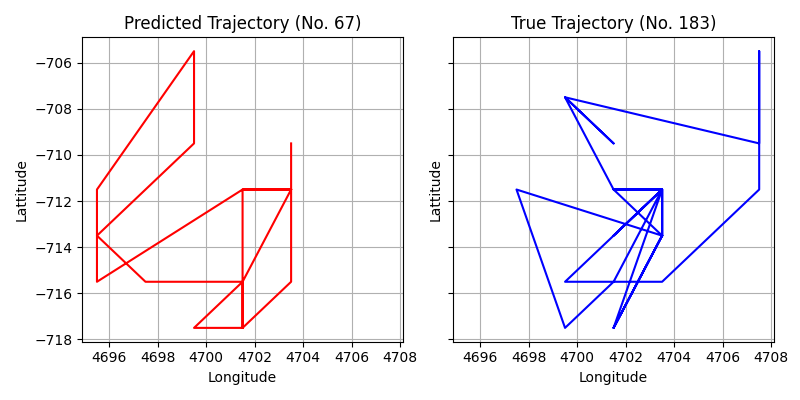 Predicted Trajectory (No. 67)
True Trajectory (No. 183)
−706
−708
−710
−712
−714
−716
−718
Lattitude
Lattitude
4696 4698 4700 4702 4704 4706 4708
4696 4698 4700 4702 4704 4706 4708
Longitude
Longitude